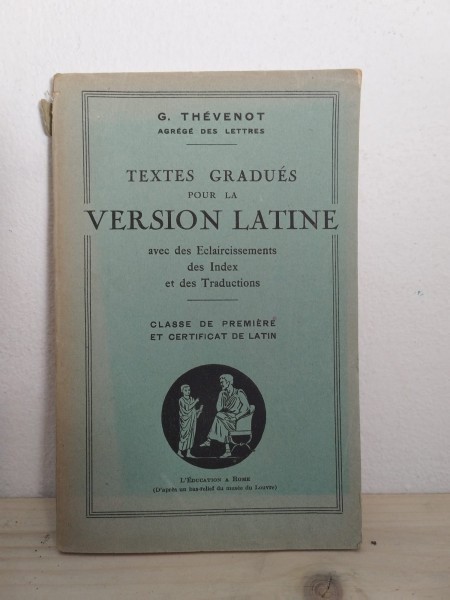 G. THÉVENOT
AGRÉGÉ DES LETTRES
TEXTES GRADUÉS
POUR LA
VERSION LATINE
avec des Eclaircissements
des Index
et des Traductions
CLASSE DE PREMIÈRE
ET CERTIFICAT DE LATIN
L'ÉDUCATION A ROME
(D'après un bas-relief du musée du Louvre)